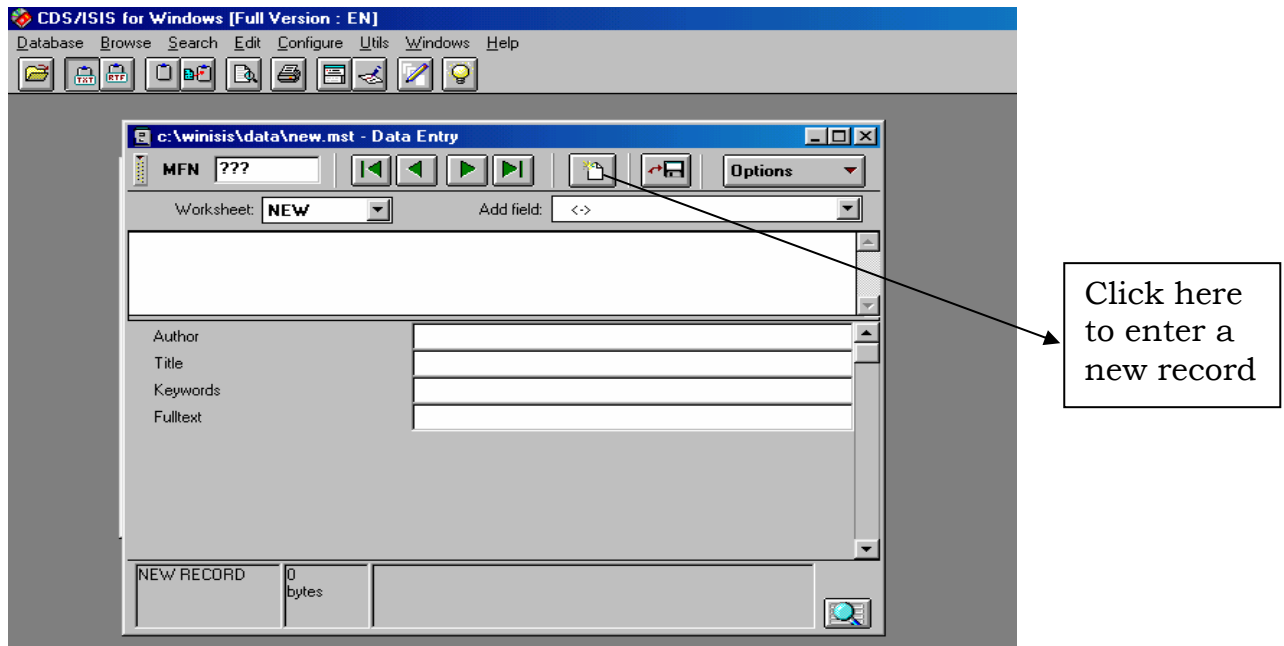 CDS/ISIS for Windows [Full Version : EN]
Database Browse Search Edit Configure Utils Windows Help
TXT RTF
c:\winisis\data\new.mst - Data Entry
MFN ??? Options
Worksheet: NEW Add field: <->
Click here
to enter a
new record
Author
Title
Keywords
Fulltext
NEW RECORD 0
bytes